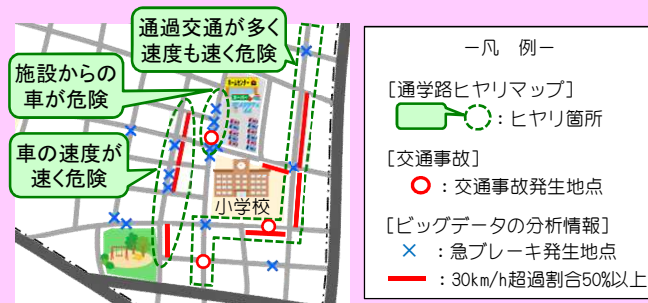 通過交通が多く
速度も速く危険
施設からの
車が危険
車の速度が
速く危険
ホームセンター
小学校
－凡 例－
[通学路ヒヤリマップ]
：ヒヤリ箇所
[交通事故]
：交通事故発生地点
[ビッグデータの分析情報]
：急ブレーキ発生地点
：30km/h超過割合50%以上